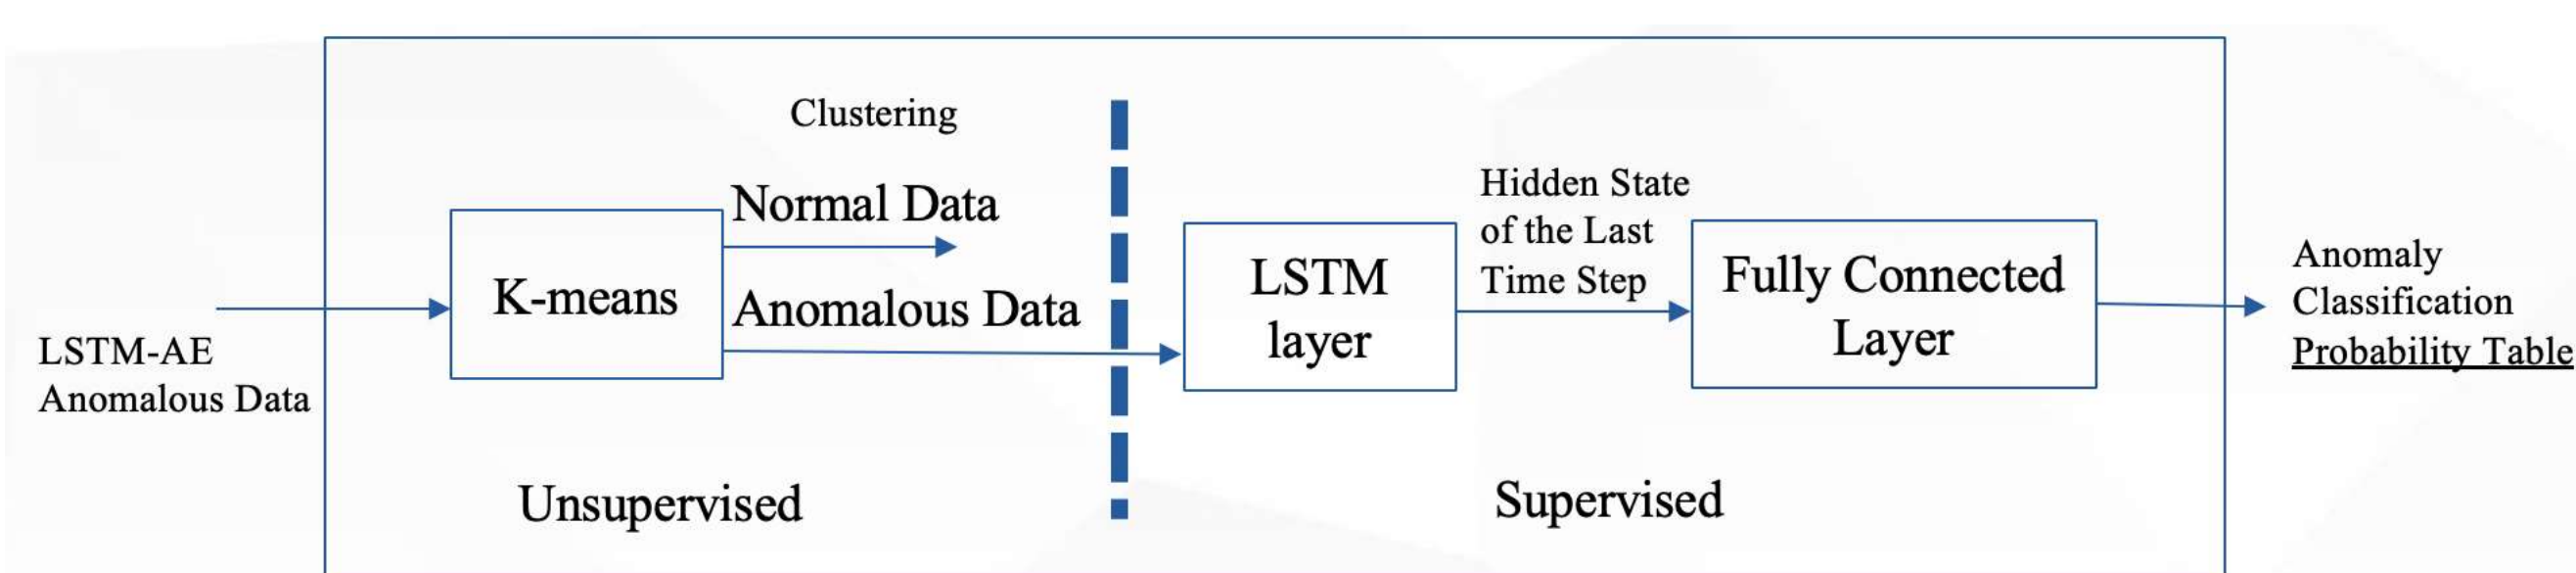 LSTM-AE
Anomalous Data
K-means
Clustering
Normal Data
Anomalous Data
Unsupervised
LSTM
layer
Hidden State
of the Last
Time Step
Fully Connected
Layer
Supervised
Anomaly
Classification
Probability Table